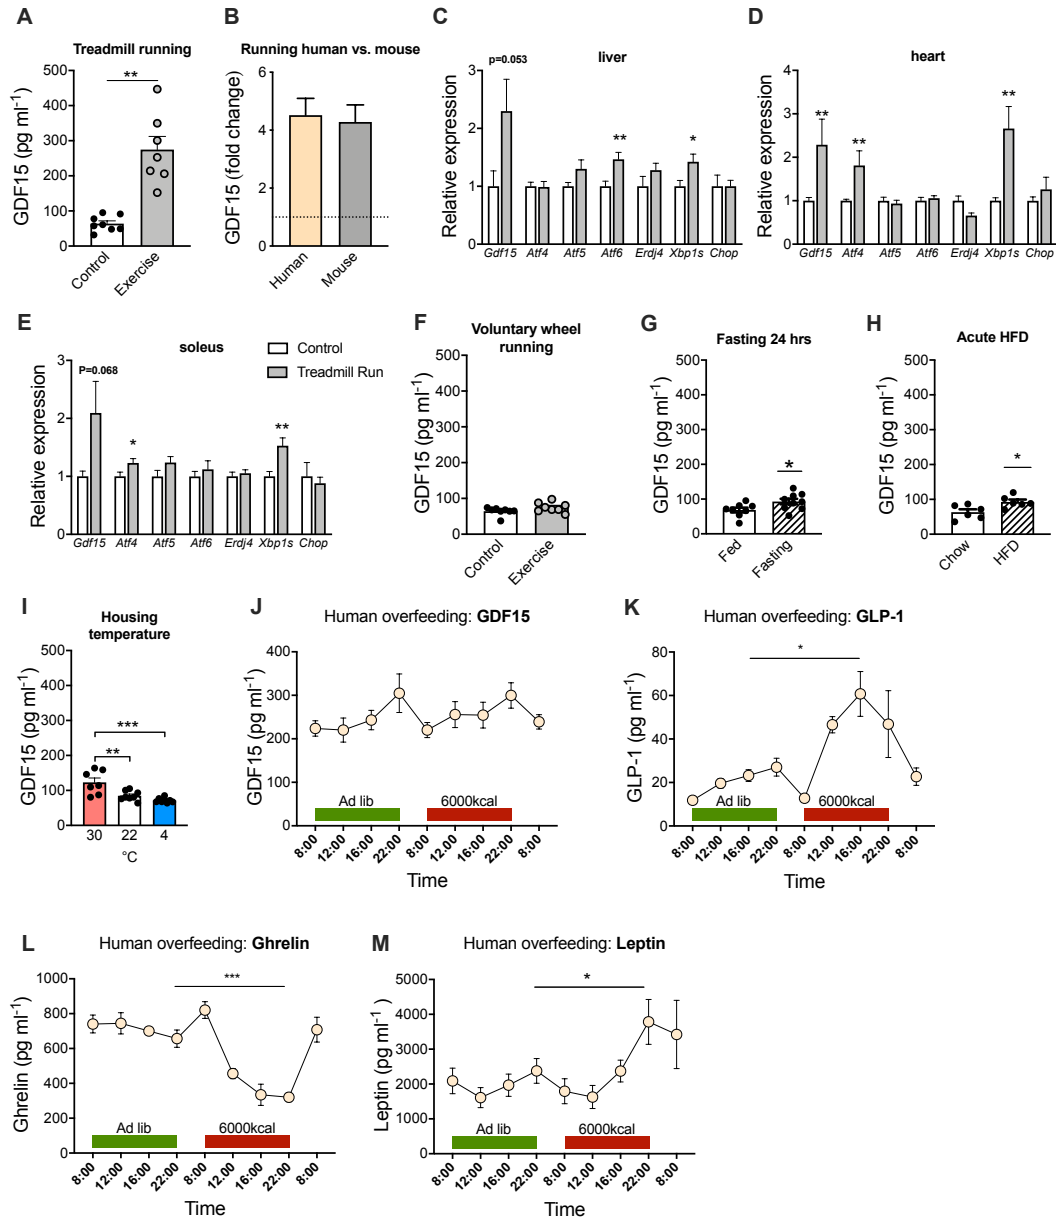 A
Treadmill running
**
GDF15 (pg ml-1)
500
400
300
200
100
0
Control
Exercise
B
Running human vs. mouse
GDF15 (fold change)
6
4
2
0
Human
Mouse
C
liver
p=0.053
Relative expression
4
3
2
1
0
**
*
Gdf15 Atf4 Atf5 Atf6 Erdj4 Xbp1s Chop
D
heart
Relative expression
4
3
2
1
0
**
**
**
Gdf15 Atf4 Atf5 Atf6 Erdj4 Xbp1s Chop
E
soleus
Control
Treadmill Run
P=0.068
Relative expression
3
2
1
0
*
**
Gdf15 Atf4 Atf5 Atf6 Erdj4 Xbp1s Chop
F
Voluntary wheel
running
GDF15 (pg ml-1)
500
400
300
200
100
0
Control
Exercise
G
Fasting 24 hrs
GDF15 (pg ml-1)
500
400
300
200
100
0
*
Fed
Fasting
H
Acute HFD
GDF15 (pg ml-1)
500
400
300
200
100
0
*
Chow
HFD
I
Housing
temperature
GDF15 (pg ml-1)
500
400
300
200
100
0
***
**
30 22 4
°C
J
Human overfeeding: GDF15
GDF15 (pg ml-1)
400
300
200
100
0
Ad lib
6000kcal
8:00 12:00 16:00 22:00 8:00 12:00 16:00 22:00 8:00
Time
K
Human overfeeding: GLP-1
GLP-1 (pg ml-1)
80
60
40
20
0
*
Ad lib
6000kcal
8:00 12:00 16:00 22:00 8:00 12:00 16:00 22:00 8:00
Time
L
Human overfeeding: Ghrelin
Ghrelin (pg ml-1)
1000
800
600
400
200
0
***
Ad lib
6000kcal
8:00 12:00 16:00 22:00 8:00 12:00 16:00 22:00 8:00
Time
M
Human overfeeding: Leptin
Leptin (pg ml-1)
5000
4000
3000
2000
1000
0
*
Ad lib
6000kcal
8:00 12:00 16:00 22:00 8:00 12:00 16:00 22:00 8:00
Time